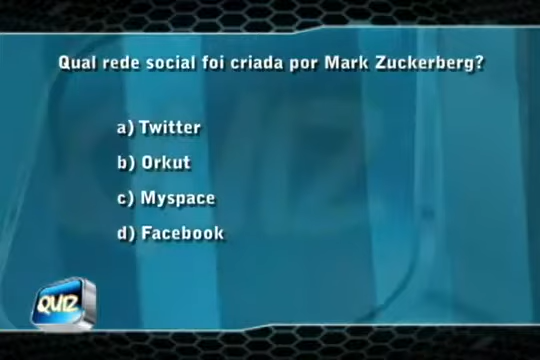 Qual rede social foi criada por Mark Zuckerberg?
a) Twitter
b) Orkut
c) Myspace
d) Facebook
QUIZ